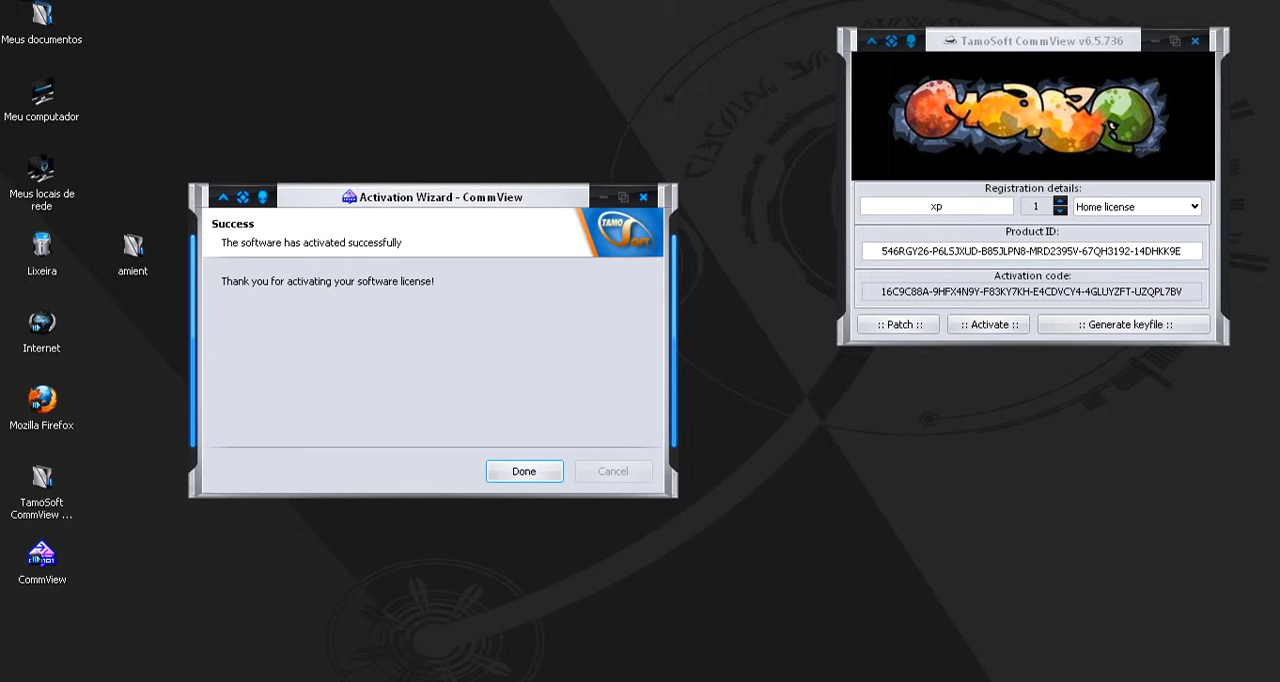 Meus documentos
Meu computador
Meus locais de
rede
Lixeira
amient
Internet
Mozilla Firefox
TamoSoft
CommView ...
CommView
Activation Wizard - CommView
Success
The software has activated successfully
TAMO
SOFT
Thank you for activating your software license!
Done
Cancel
TamoSoft CommView v6.5.736
Registration details:
xp
1
Home license
Product ID:
546RGY26-P6LSJXUD-B85JLPN8-MRD2395V-67QH3192-14DHKK9E
Activation code:
16C9C88A-9HFX4N9Y-F83KY7KH-E4CDVCY4-4GLUYZFT-UZQPL7BV
:: Patch ::
:: Activate ::
:: Generate keyfile ::